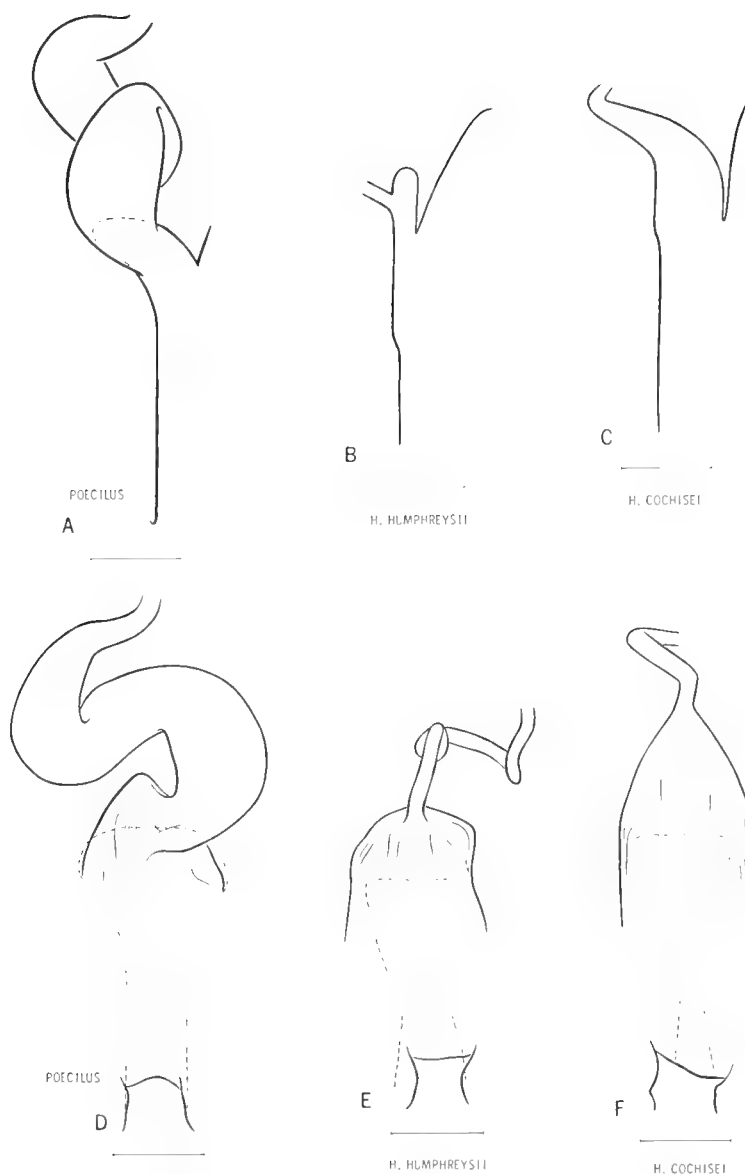 POECILUS
A
B
H. HUMPHREYSII
C
H. COCHISEI
POECILUS
D
E
H. HUMPHREYSII
F
H. COCHISEI